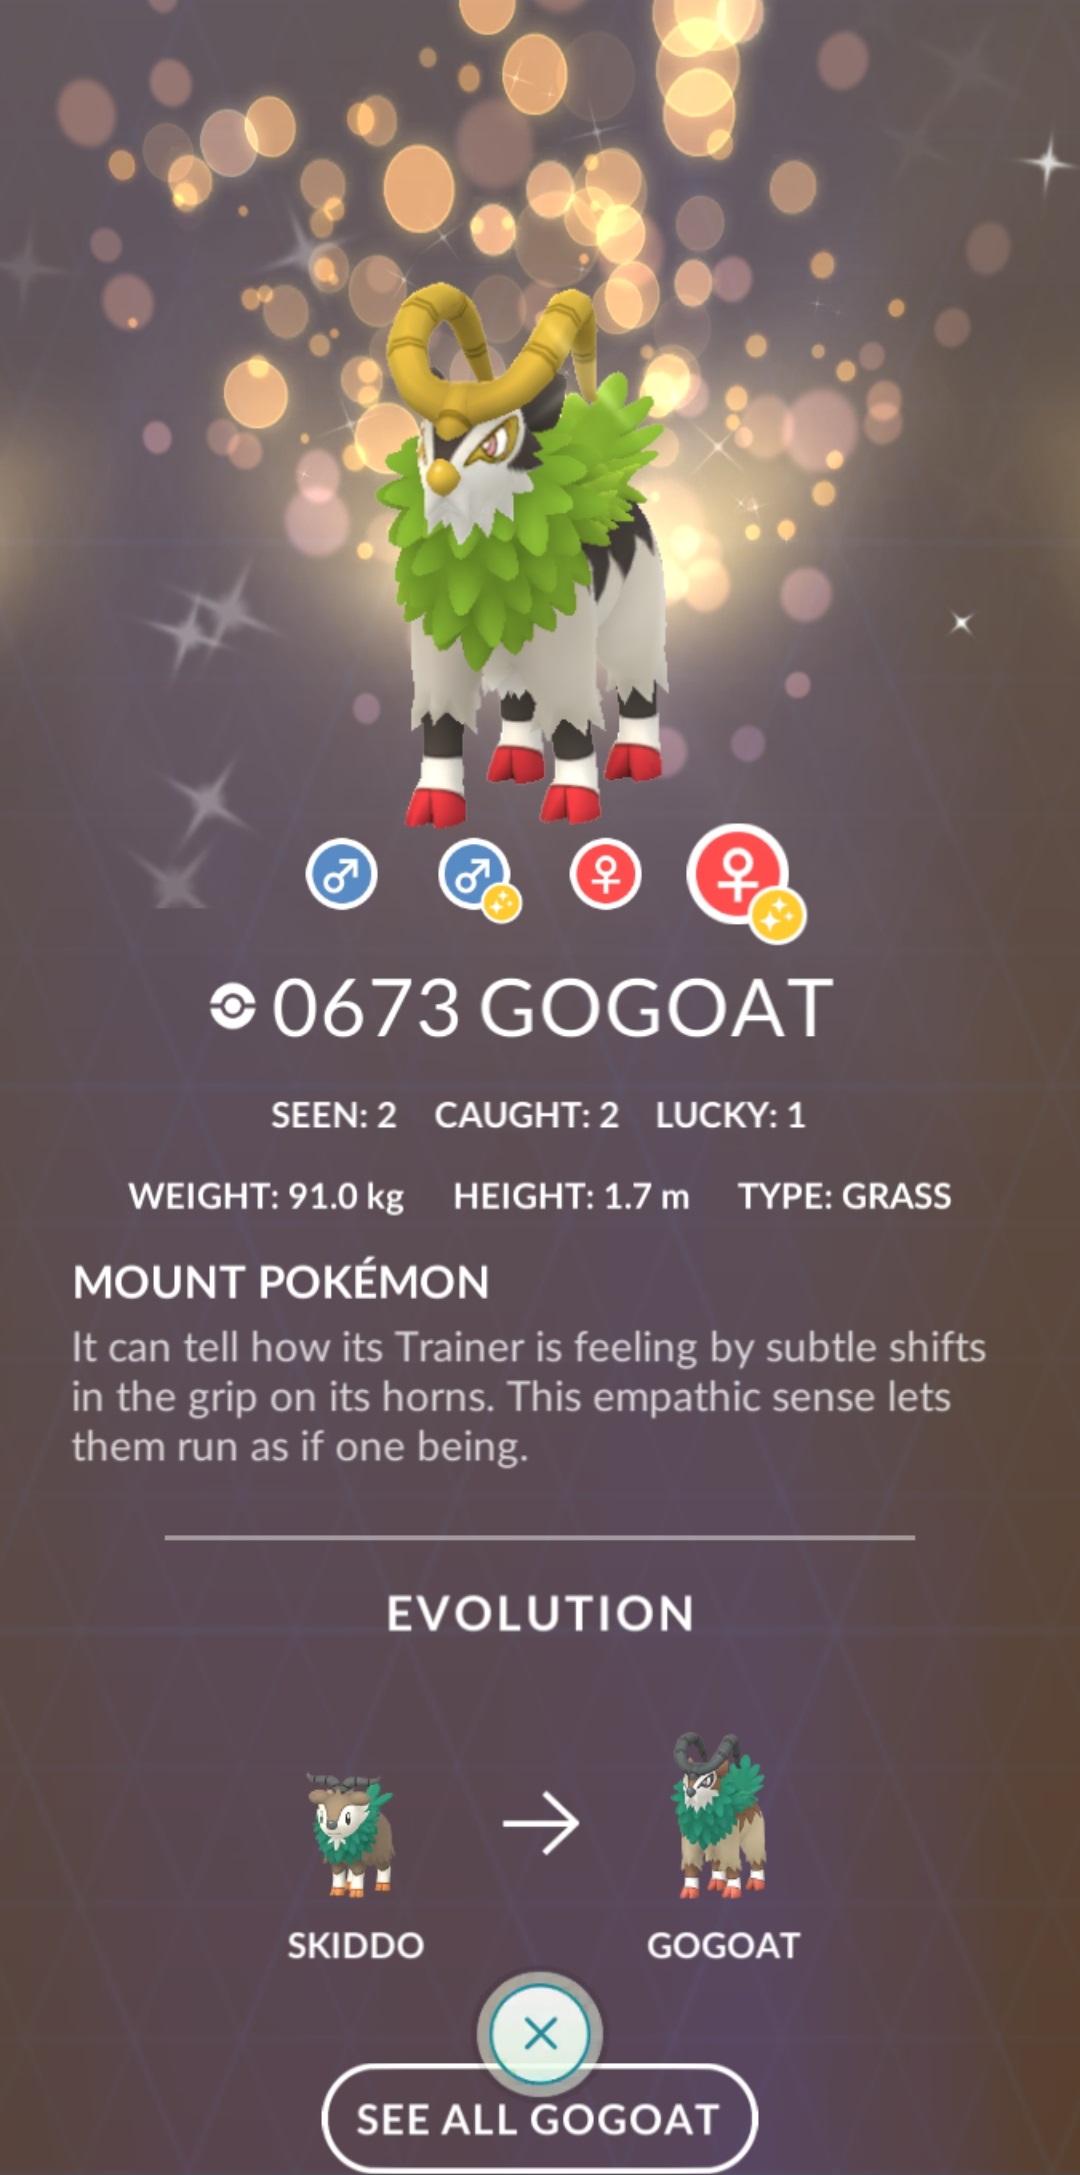 0673 GOGOAT
SEEN: 2 CAUGHT: 2 LUCKY: 1
WEIGHT: 91.0 kg HEIGHT: 1.7 m TYPE: GRASS
MOUNT POKÉMON
It can tell how its Trainer is feeling by subtle shifts
in the grip on its horns. This empathic sense lets
them run as if one being.
EVOLUTION
SKIDDO GOGOAT
SEE ALL GOGOAT